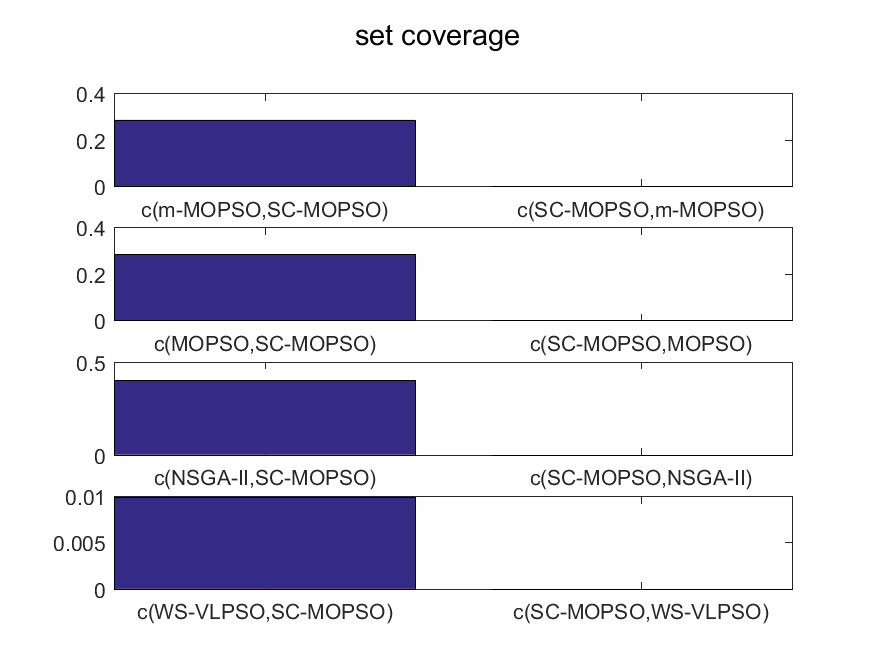 set coverage
0.4
0.2
0
c(m-MOPSO,SC-MOPSO) c(SC-MOPSO,m-MOPSO)
0.4
0.2
0
c(MOPSO,SC-MOPSO) c(SC-MOPSO,MOPSO)
0.5
0
c(NSGA-II,SC-MOPSO) c(SC-MOPSO,NSGA-II)
0.01
0.005
0
c(WS-VLPSO,SC-MOPSO) c(SC-MOPSO,WS-VLPSO)